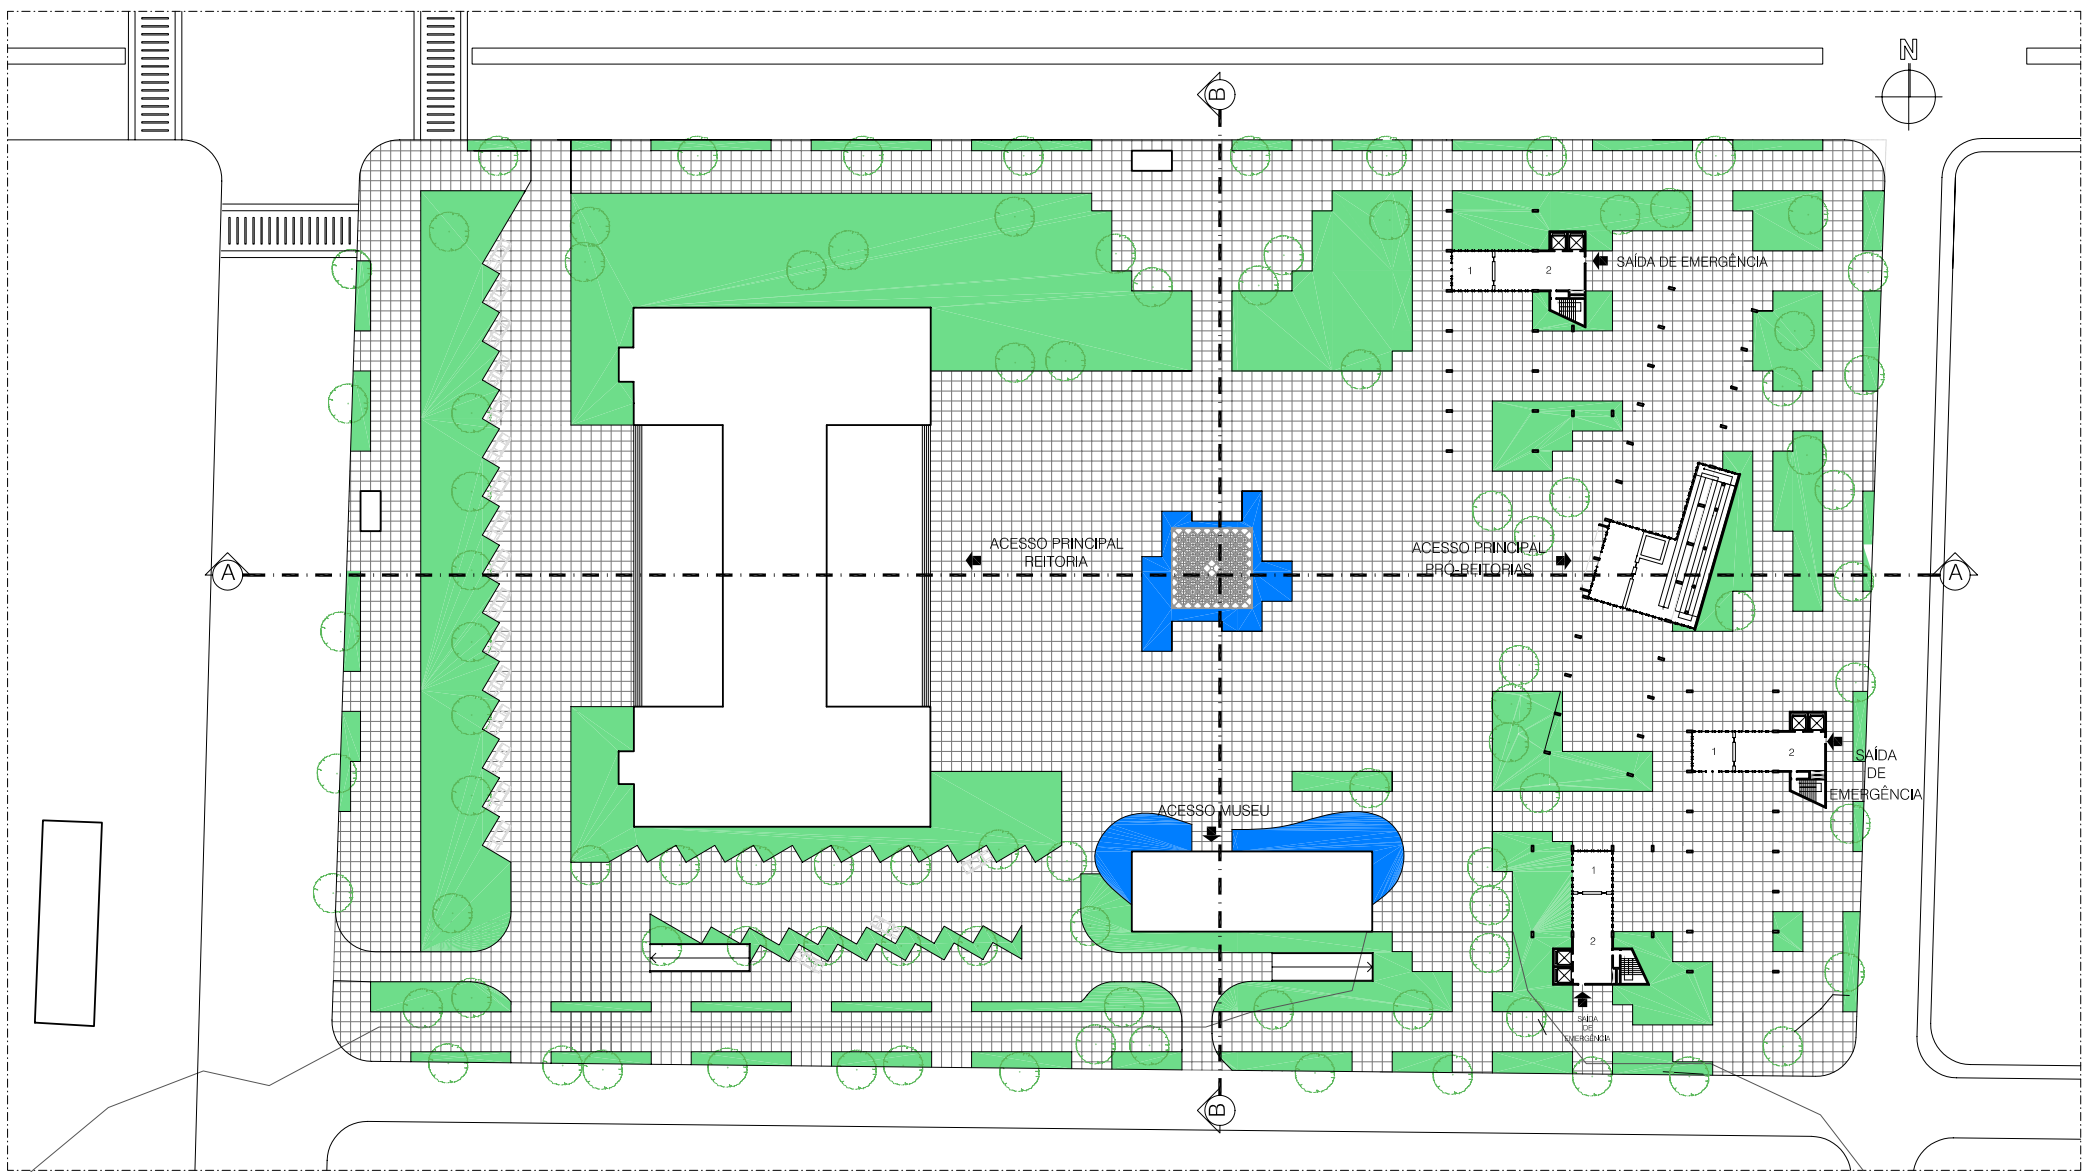 N
B
1
2
SAÍDA DE EMERGÊNCIA
ACESSO PRINCIPAL
REITORIA
ACESSO PRINCIPAL
PRÓ-REITORIAS
A
A
1
2
SAÍDA
DE
EMERGÊNCIA
ACESSO MUSEU
1
2
SAÍDA
DE
EMERGÊNCIA
B